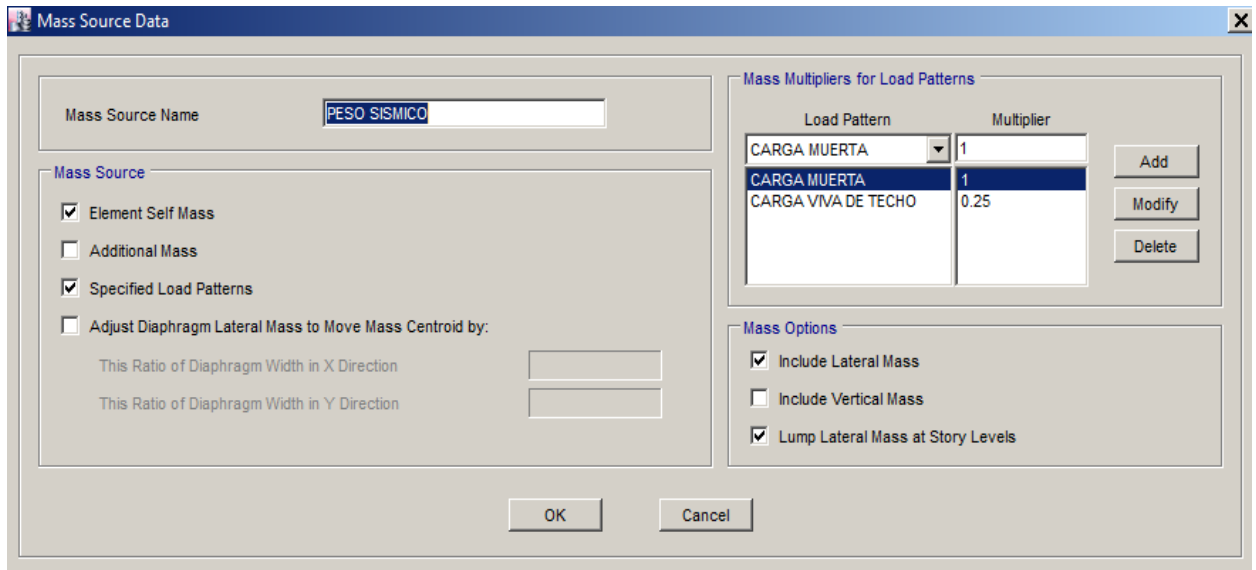 Mass Source Data
Mass Source Name
PESO SISMICO
Mass Source
Element Self Mass
Additional Mass
Specified Load Patterns
Adjust Diaphragm Lateral Mass to Move Mass Centroid by:
This Ratio of Diaphragm Width in X Direction
This Ratio of Diaphragm Width in Y Direction
Mass Multipliers for Load Patterns
Load Pattern Multiplier
CARGA MUERTA 1
CARGA MUERTA 1
CARGA VIVA DE TECHO 0.25
Add
Modify
Delete
Mass Options
Include Lateral Mass
Include Vertical Mass
Lump Lateral Mass at Story Levels
OK Cancel